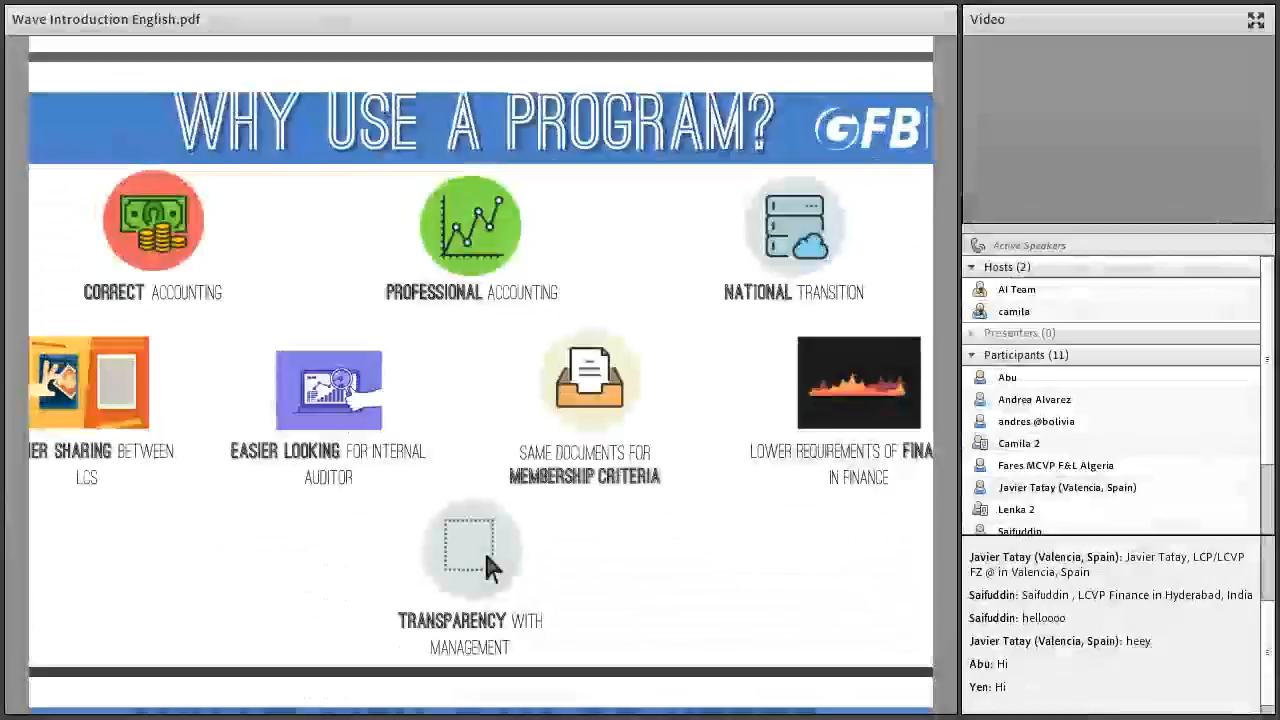 Wave Introduction English.pdf
WHY USE A PROGRAM?
GFB
CORRECT ACCOUNTING
PROFESSIONAL ACCOUNTING
NATIONAL TRANSITION
IER SHARING BETWEEN
LCS
EASIER LOOKING FOR INTERNAL
AUDITOR
SAME DOCUMENTS FOR
MEMBERSHIP CRITERIA
LOWER REQUIREMENTS OF FINA
IN FINANCE
TRANSPARENCY WITH
MANAGEMENT
Video
Active Speakers
Hosts (2)
AI Team
camila
Presenters (0)
Participants (11)
Abu
Andrea Alvarez
andres @bolivia
Camila 2
Fares MCVP F&L Algeria
Javier Tatay (Valencia, Spain)
Lenka 2
Saifuddin
Javier Tatay (Valencia, Spain): Javier Tatay, LCP/LCVP
FZ @ in Valencia, Spain
Saifuddin: Saifuddin , LCVP Finance in Hyderabad, India
Saifuddin: helloooo
Javier Tatay (Valencia, Spain): heey
Abu: Hi
Yen: Hi